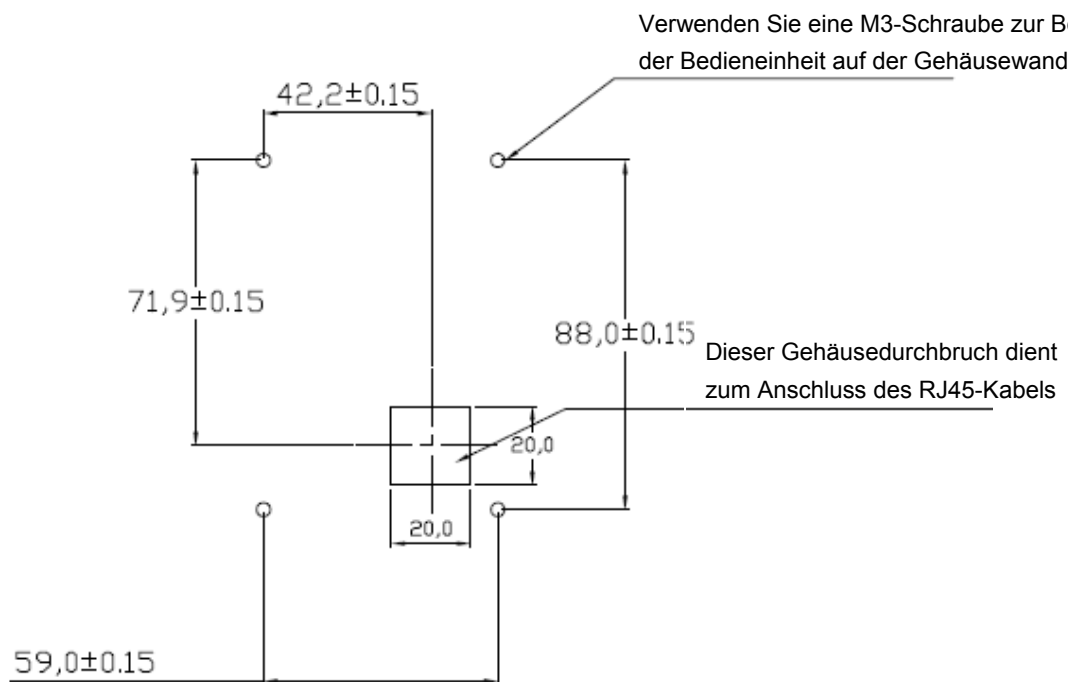 Verwenden Sie eine M3-Schraube zur
der Bedieneinheit auf der Gehäusewand
42,2±0.15
71,9±0.15
88,0±0.15
Dieser Gehäusedurchbruch dient
zum Anschluss des RJ45-Kabels
20,0
20,0
59,0±0.15